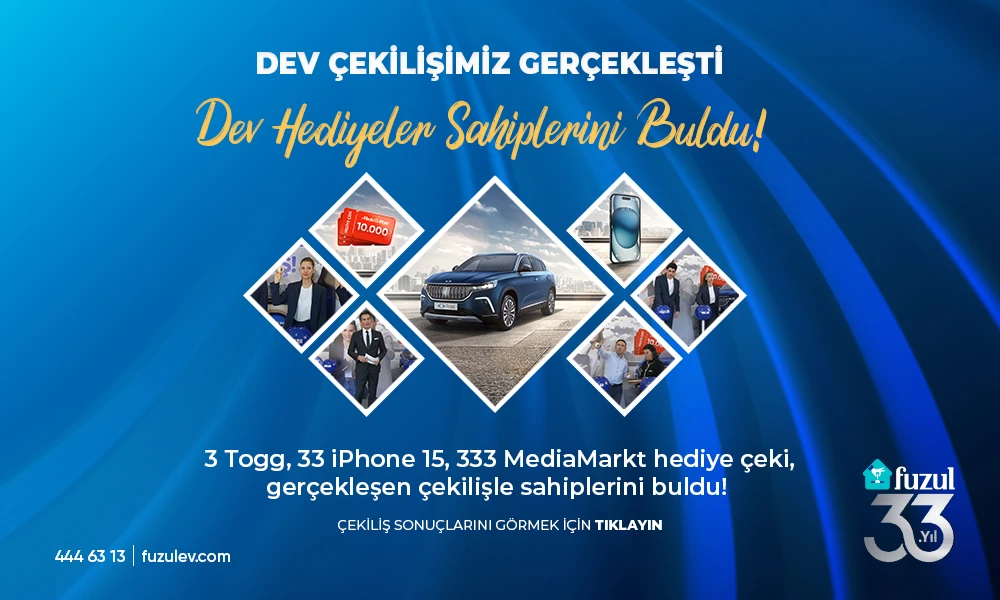 DEV ÇEKİLİŞİMİZ GERÇEKLEŞTİ
Dev Hediyeler Sahiplerini Buldu!
10.000
3 Togg, 33 iPhone 15, 333 MediaMarkt hediye çeki,
gerçekleşen çekilişle sahiplerini buldu!
ÇEKİLİŞ SONUÇLARINI GÖRMEK İÇİN TIKLAYIN
444 63 13 | fuzulev.com
fuzul
33
.Yıl